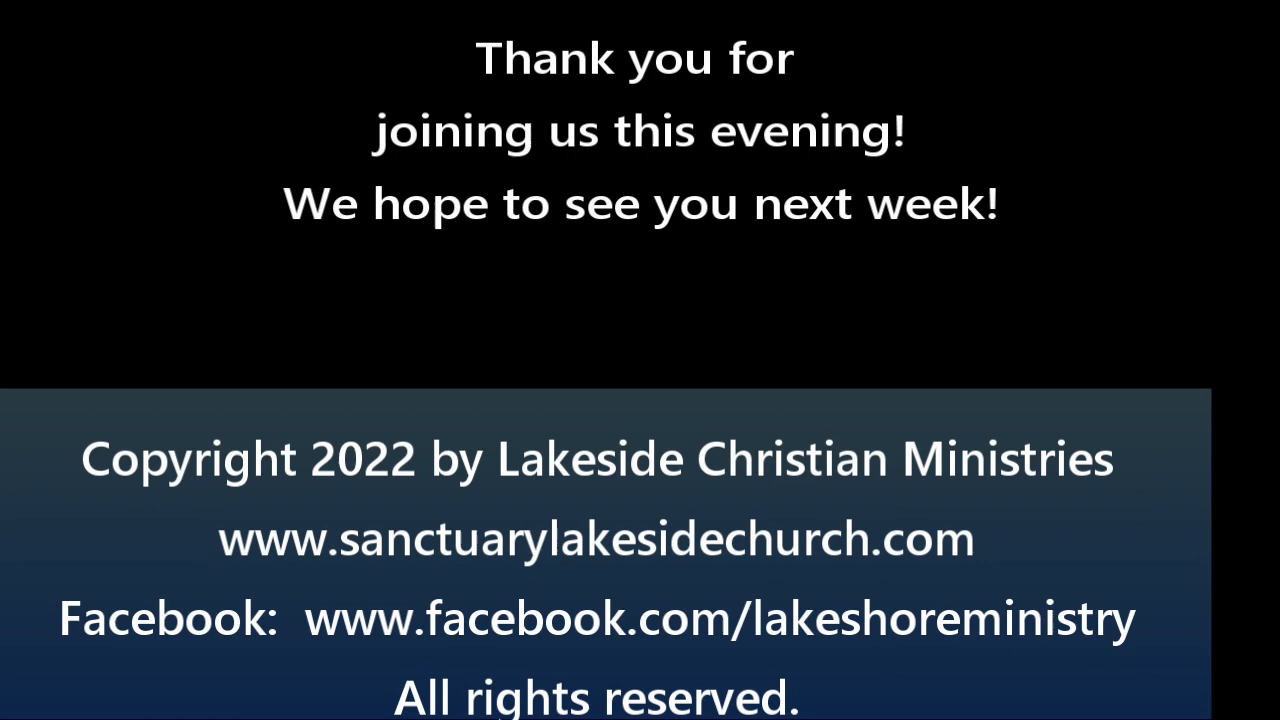 Thank you for
joining us this evening!
We hope to see you next week!
Copyright 2022 by Lakeside Christian Ministries
www.sanctuarylakesidechurch.com
Facebook:  www.facebook.com/lakeshoreministry
All rights reserved.